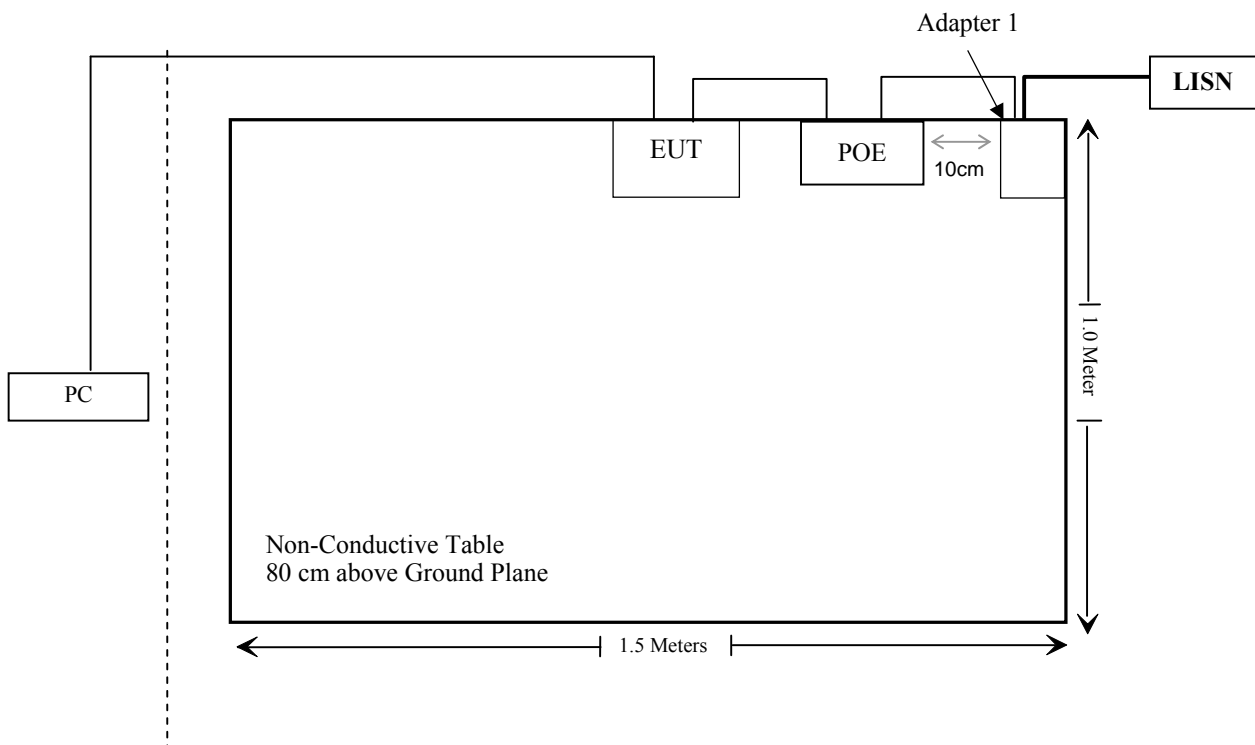 Adapter 1
LISN
EUT
POE
10cm
1.0 Meter
PC
Non-Conductive Table
80 cm above Ground Plane
1.5 Meters